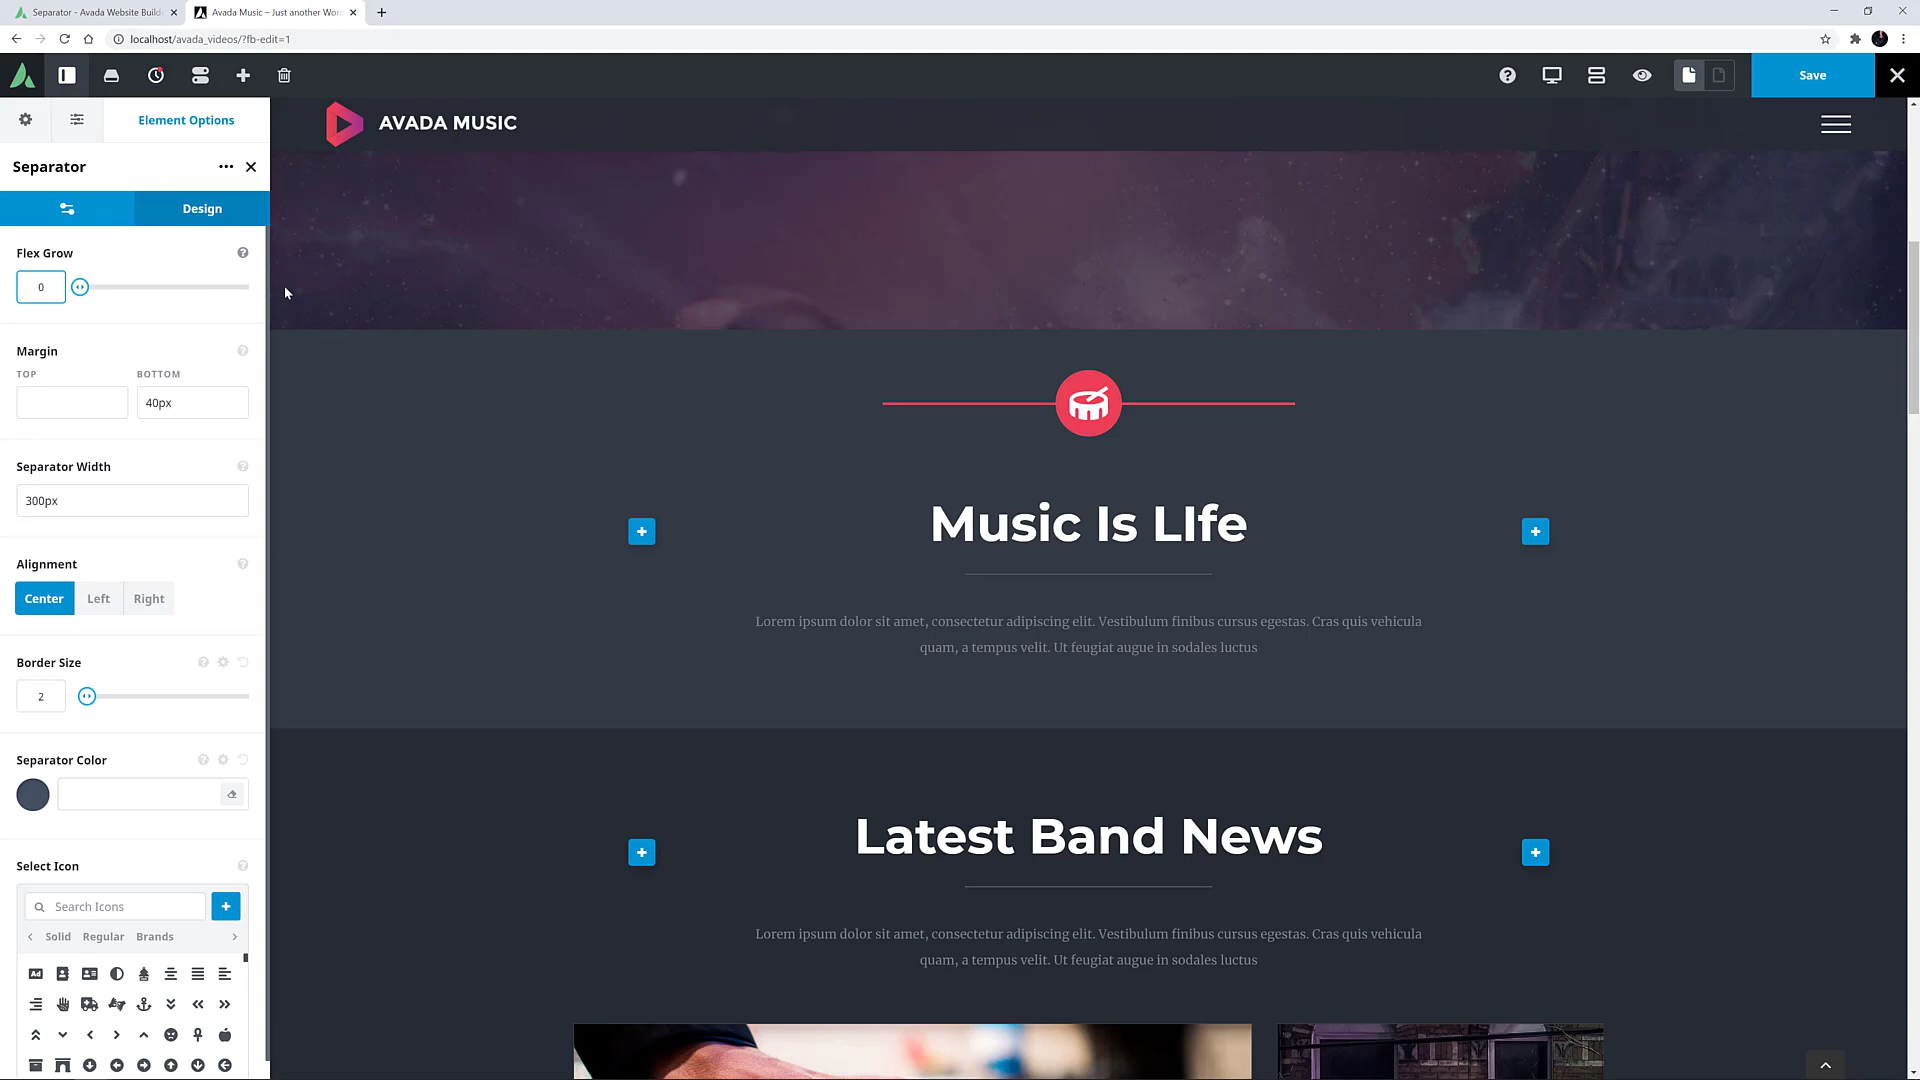 Separator - Avada Website Build
Avada Music – Just another Wor
localhost/avada_videos/?fb-edit=1
Save
Element Options
AVADA MUSIC
Separator
Design
Flex Grow
0
Margin
TOP
BOTTOM
40px
Separator Width
300px
Alignment
Center
Left
Right
Border Size
2
Separator Color
Select Icon
Search Icons
Solid
Regular
Brands
Ad
Music Is LIfe
Lorem ipsum dolor sit amet, consectetur adipiscing elit. Vestibulum finibus cursus egestas. Cras quis vehicula
quam, a tempus velit. Ut feugiat augue in sodales luctus
Latest Band News
Lorem ipsum dolor sit amet, consectetur adipiscing elit. Vestibulum finibus cursus egestas. Cras quis vehicula
quam, a tempus velit. Ut feugiat augue in sodales luctus